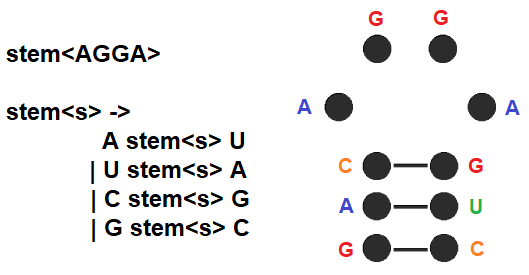 stem<AGGA>
stem<s> ->
A stem<s> U
| U stem<s> A
| C stem<s> G
| G stem<s> C
G G
A A
C G
A U
G C